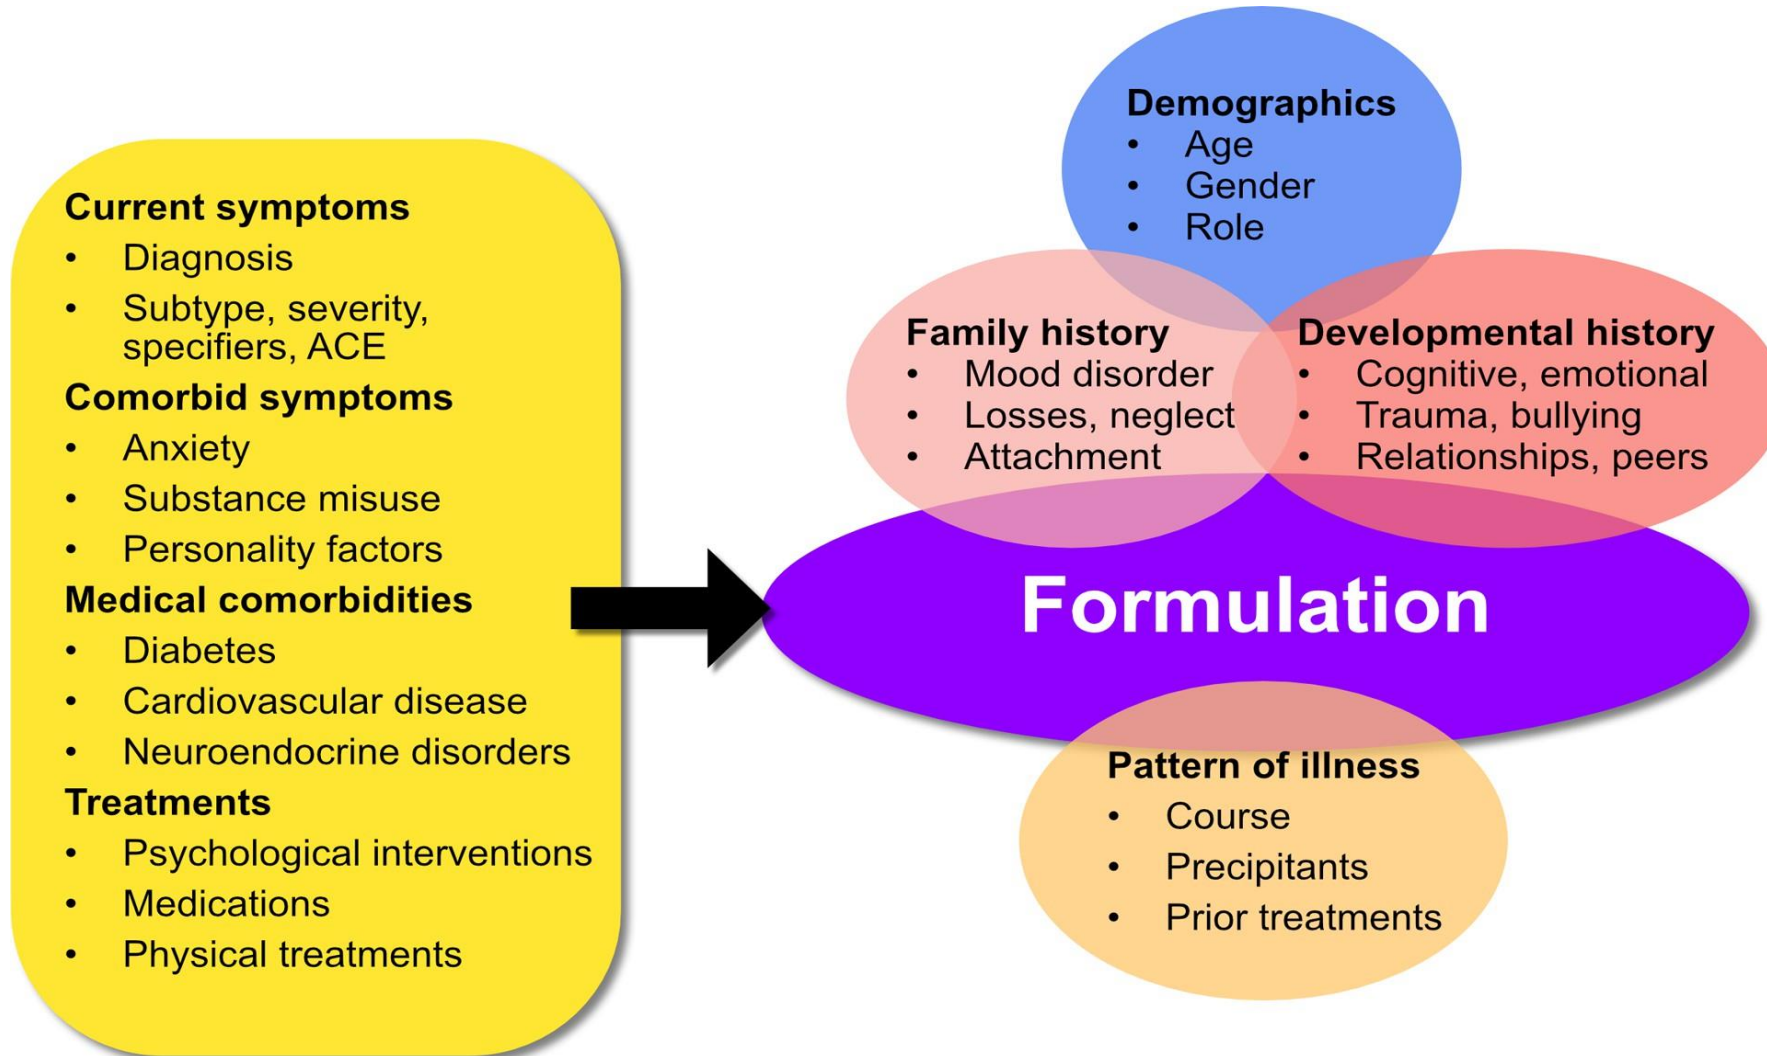 Current symptoms
• Diagnosis
• Subtype, severity,
specifiers, ACE
Comorbid symptoms
• Anxiety
• Substance misuse
• Personality factors
Medical comorbidities
• Diabetes
• Cardiovascular disease
• Neuroendocrine disorders
Treatments
• Psychological interventions
• Medications
• Physical treatments
Demographics
• Age
• Gender
• Role
Family history
• Mood disorder
• Losses, neglect
• Attachment
Developmental history
• Cognitive, emotional
• Trauma, bullying
• Relationships, peers
Formulation
Pattern of illness
• Course
• Precipitants
• Prior treatments